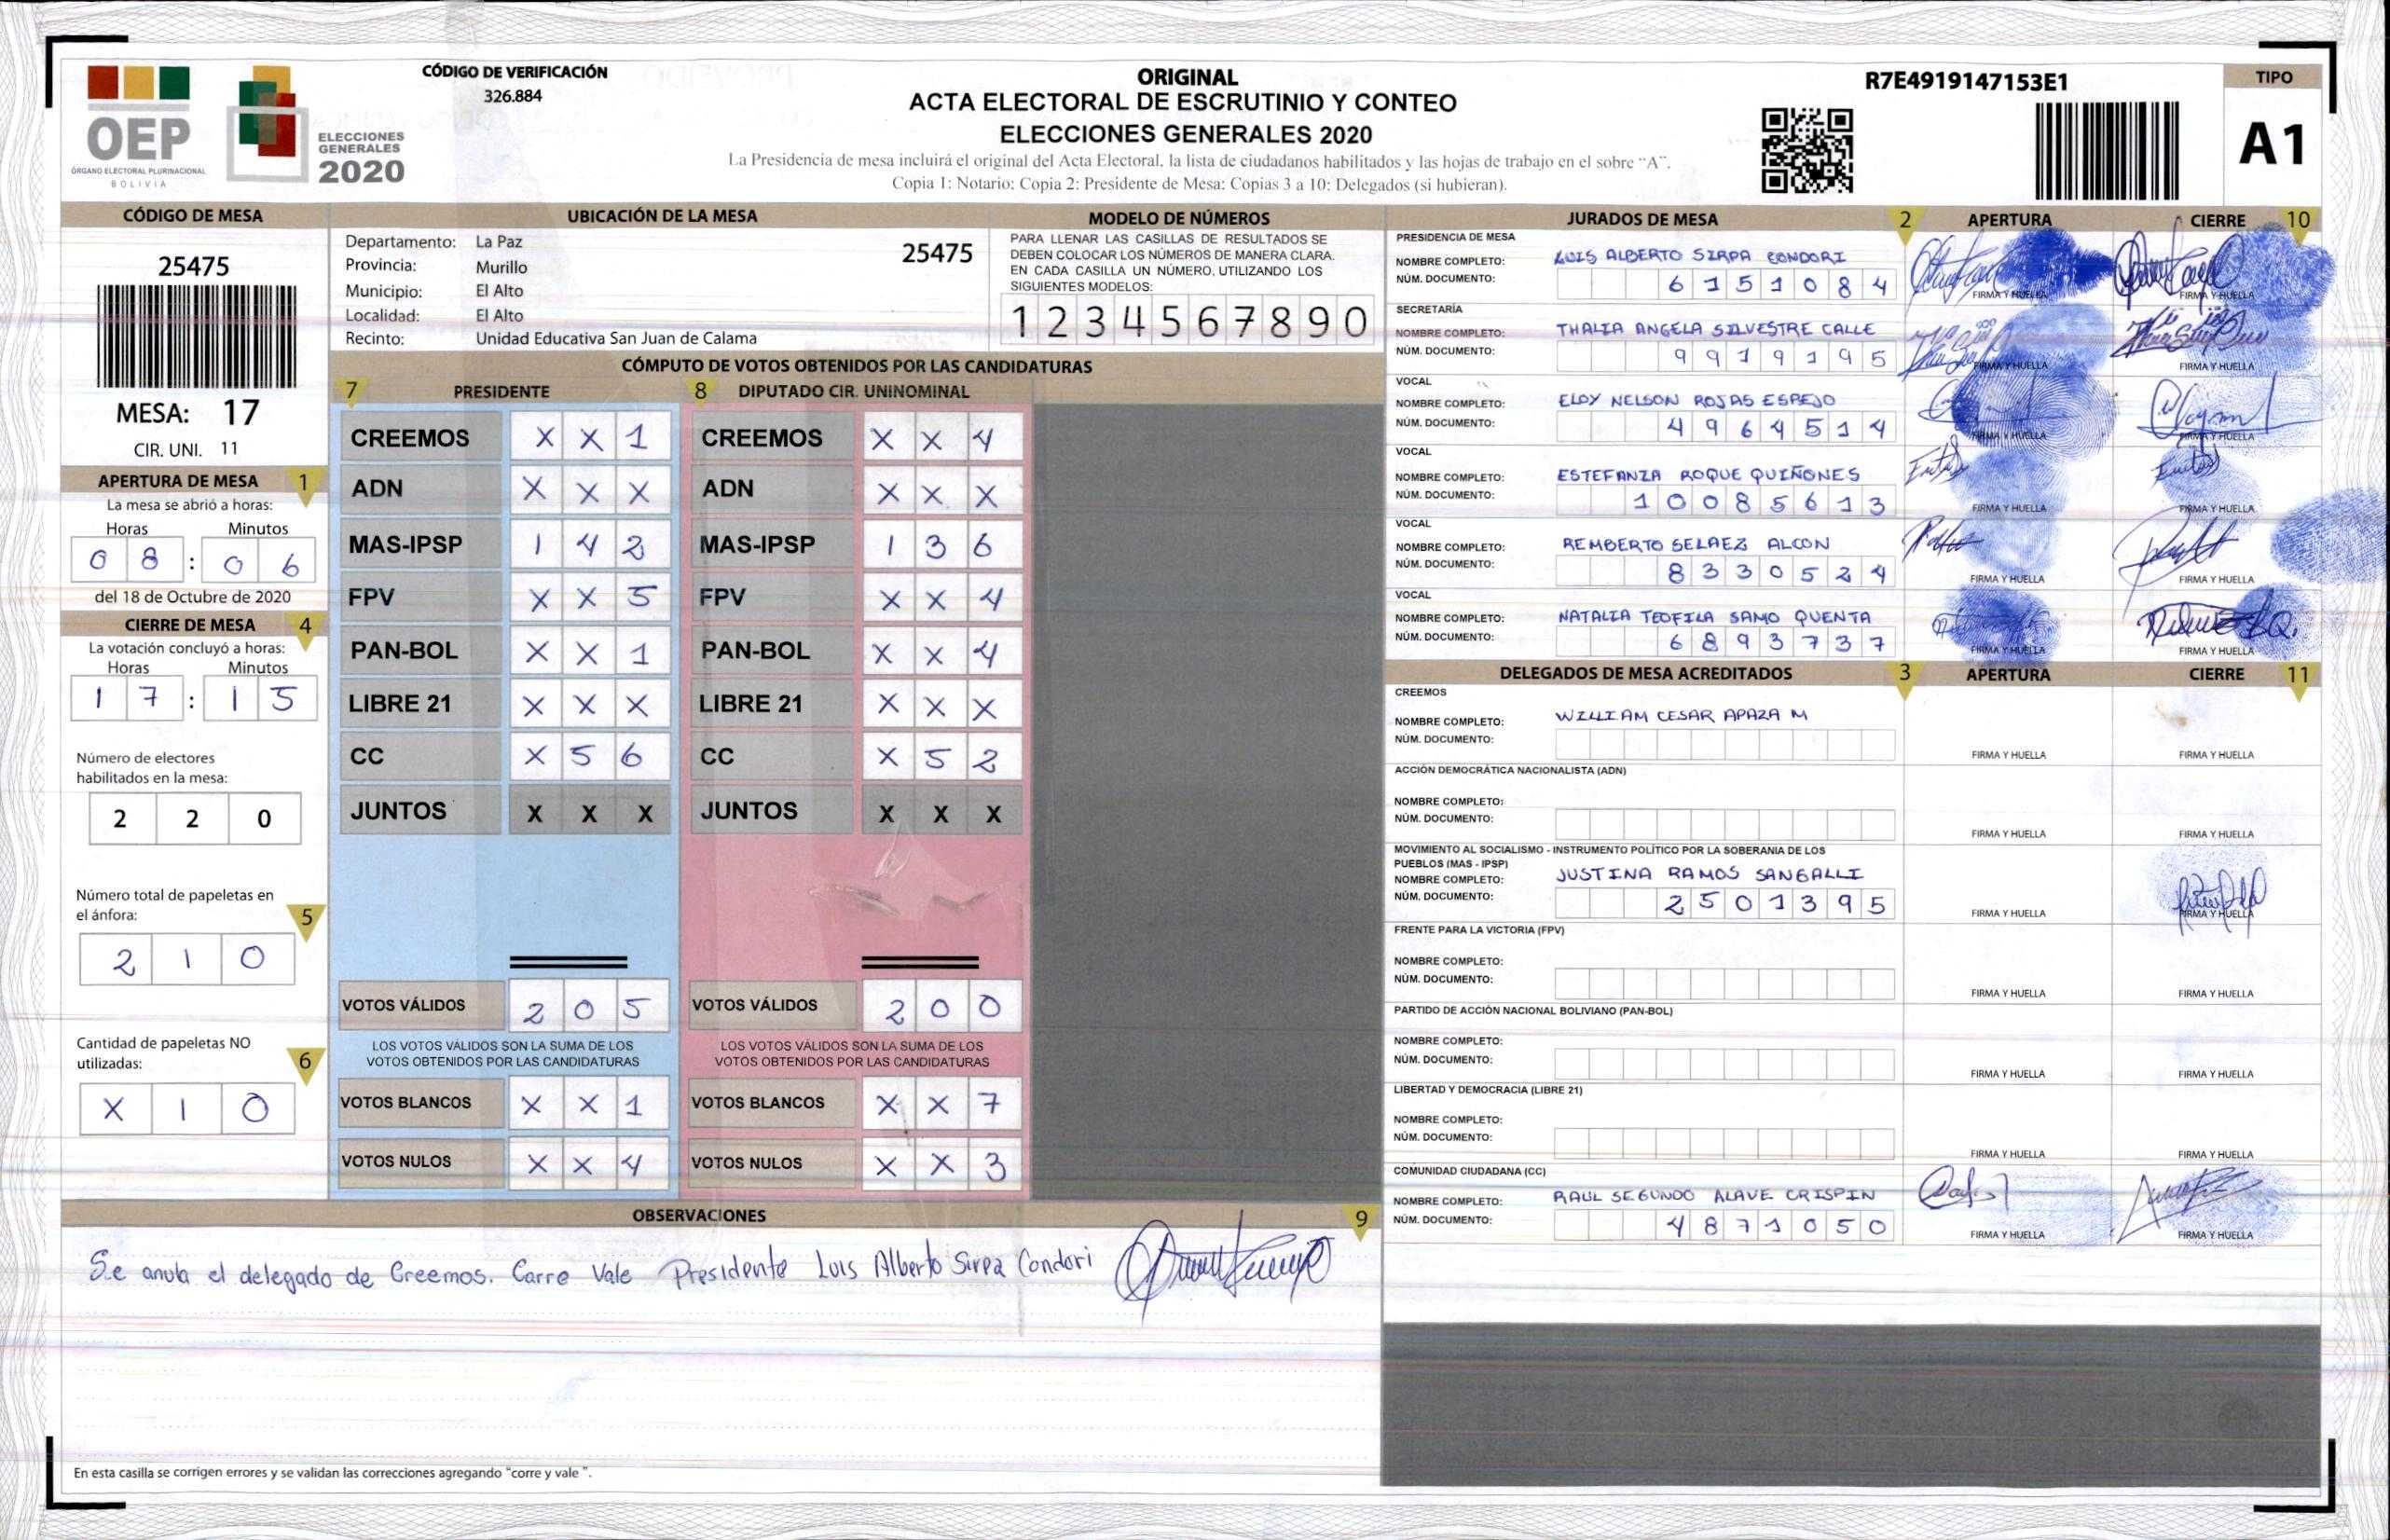 OEP
ÓRGANO ELECTORAL PLURINACIONAL
BOLIVIA
ELECCIONES
GENERALES
2020
CÓDIGO DE VERIFICACIÓN
326.884
ORIGINAL
ACTA ELECTORAL DE ESCRUTINIO Y CONTEO
ELECCIONES GENERALES 2020
La Presidencia de mesa incluirá el original del Acta Electoral, la lista de ciudadanos habilitados y las hojas de trabajo en el sobre "A".
Copia 1: Notario; Copia 2: Presidente de Mesa; Copias 3 a 10: Delegados (si hubieran).
R7E4919147153E1
TIPO
A1
CÓDIGO DE MESA
25475
MESA: 17
CIR. UNI. 11
UBICACIÓN DE LA MESA
Departamento: La Paz 25475
Provincia: Murillo
Municipio: El Alto
Localidad: El Alto
Recinto: Unidad Educativa San Juan de Calama
MODELO DE NÚMEROS
PARA LLENAR LAS CASILLAS DE RESULTADOS SE
DEBEN COLOCAR LOS NÚMEROS DE MANERA CLARA.
EN CADA CASILLA UN NÚMERO, UTILIZANDO LOS
SIGUIENTES MODELOS:
1 2 3 4 5 6 7 8 9 0
APERTURA DE MESA 1
La mesa se abrió a horas:
Horas Minutos
0 8 : 0 6
del 18 de Octubre de 2020
CIERRE DE MESA 4
La votación concluyó a horas:
Horas Minutos
1 7 : 1 5
Número de electores
habilitados en la mesa:
2 2 0
Número total de papeletas en
el ánfora: 5
2 1 0
Cantidad de papeletas NO
utilizadas: 6
X 1 0
CÓMPUTO DE VOTOS OBTENIDOS POR LAS CANDIDATURAS
7 PRESIDENTE 8 DIPUTADO CIR. UNINOMINAL
CREEMOS X X 1 CREEMOS X X 4
ADN X X X ADN X X X
MAS-IPSP 1 4 2 MAS-IPSP 1 3 6
FPV X X 5 FPV X X 4
PAN-BOL X X 1 PAN-BOL X X 4
LIBRE 21 X X X LIBRE 21 X X X
CC X 5 6 CC X 5 2
JUNTOS X X X JUNTOS X X X
VOTOS VÁLIDOS 2 0 5 VOTOS VÁLIDOS 2 0 0
LOS VOTOS VÁLIDOS SON LA SUMA DE LOS LOS VOTOS VÁLIDOS SON LA SUMA DE LOS
VOTOS OBTENIDOS POR LAS CANDIDATURAS VOTOS OBTENIDOS POR LAS CANDIDATURAS
VOTOS BLANCOS X X 1 VOTOS BLANCOS X X 7
VOTOS NULOS X X 4 VOTOS NULOS X X 3
OBSERVACIONES 9
Se anula el delegado de Creemos. Carre Vale Presidente Luis Alberto Sirpa Condori
En esta casilla se corrigen errores y se validan las correcciones agregando "corre y vale ".
JURADOS DE MESA 2 APERTURA CIERRE 10
PRESIDENCIA DE MESA
NOMBRE COMPLETO: LUIS ALBERTO SIRPA CONDORI
NÚM. DOCUMENTO: 6 1 5 1 0 8 4 FIRMA Y HUELLA FIRMA Y HUELLA
SECRETARÍA
NOMBRE COMPLETO: THALIA ANGELA SILVESTRE CALLE
NÚM. DOCUMENTO: 9 9 1 9 1 9 5 FIRMA Y HUELLA FIRMA Y HUELLA
VOCAL
NOMBRE COMPLETO: ELOY NELSON ROJAS ESPEJO
NÚM. DOCUMENTO: 4 9 6 4 5 1 4 FIRMA Y HUELLA FIRMA Y HUELLA
VOCAL
NOMBRE COMPLETO: ESTEFANIA ROQUE QUIÑONES
NÚM. DOCUMENTO: 1 0 0 8 5 6 1 3 FIRMA Y HUELLA FIRMA Y HUELLA
VOCAL
NOMBRE COMPLETO: REMBERTO SELAEZ ALCON
NÚM. DOCUMENTO: 8 3 3 0 5 2 4 FIRMA Y HUELLA FIRMA Y HUELLA
VOCAL
NOMBRE COMPLETO: NATALIA TEOFILA SAMO QUENTA
NÚM. DOCUMENTO: 6 8 9 3 7 3 7 FIRMA Y HUELLA FIRMA Y HUELLA
DELEGADOS DE MESA ACREDITADOS 3 APERTURA CIERRE 11
CREEMOS
NOMBRE COMPLETO: WILLIAM CESAR APAZA M
NÚM. DOCUMENTO: FIRMA Y HUELLA FIRMA Y HUELLA
ACCIÓN DEMOCRÁTICA NACIONALISTA (ADN)
NOMBRE COMPLETO:
NÚM. DOCUMENTO: FIRMA Y HUELLA FIRMA Y HUELLA
MOVIMIENTO AL SOCIALISMO - INSTRUMENTO POLÍTICO POR LA SOBERANIA DE LOS
PUEBLOS (MAS - IPSP)
NOMBRE COMPLETO: JUSTINA RAMOS SANGALLI
NÚM. DOCUMENTO: 2 5 0 1 3 9 5 FIRMA Y HUELLA FIRMA Y HUELLA
FRENTE PARA LA VICTORIA (FPV)
NOMBRE COMPLETO:
NÚM. DOCUMENTO: FIRMA Y HUELLA FIRMA Y HUELLA
PARTIDO DE ACCIÓN NACIONAL BOLIVIANO (PAN-BOL)
NOMBRE COMPLETO:
NÚM. DOCUMENTO: FIRMA Y HUELLA FIRMA Y HUELLA
LIBERTAD Y DEMOCRACIA (LIBRE 21)
NOMBRE COMPLETO:
NÚM. DOCUMENTO: FIRMA Y HUELLA FIRMA Y HUELLA
COMUNIDAD CIUDADANA (CC)
NOMBRE COMPLETO: RAUL SEGUNDO ALAVE CRISPIN
NÚM. DOCUMENTO: 4 8 7 1 0 5 0 FIRMA Y HUELLA FIRMA Y HUELLA